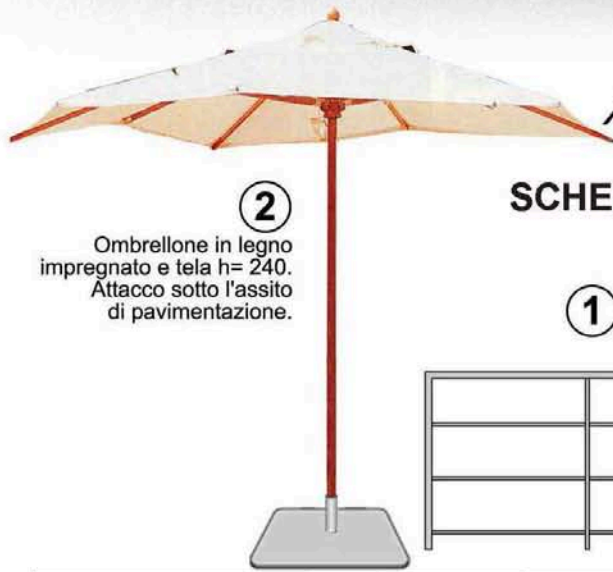 2
Ombrellone in legno
impregnato e tela h= 240.
Attacco sotto l'assito
di pavimentazione.
SCHE
1